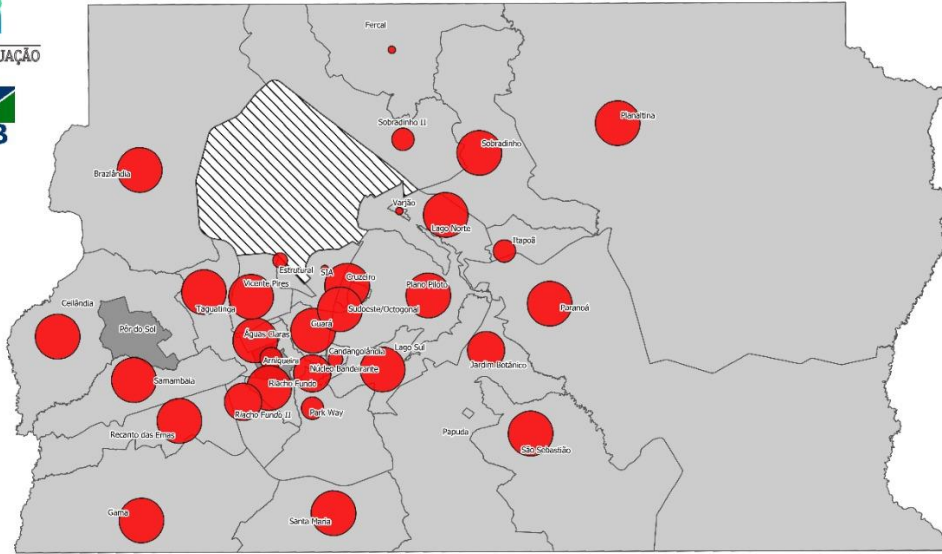 UAÇÃO
B
Fercal
Sobradinho II
Sobradinho
Planaltina
Brazlândia
Varjão
Lago Norte
Itapoã
Estrutural
SIA
Cruzeiro
Vicente Pires
Plano Piloto
Taguatinga
Sudoeste/Octogonal
Paranoá
Ceilândia
Pôr do Sol
Guará
Águas Claras
Candangolândia
Lago Sul
Arniqueira
Jardim Botânico
Núcleo Bandeirante
Samambaia
Riacho Fundo
Riacho Fundo II
Park Way
Recanto das Emas
Papuda
São Sebastião
Gama
Santa Maria